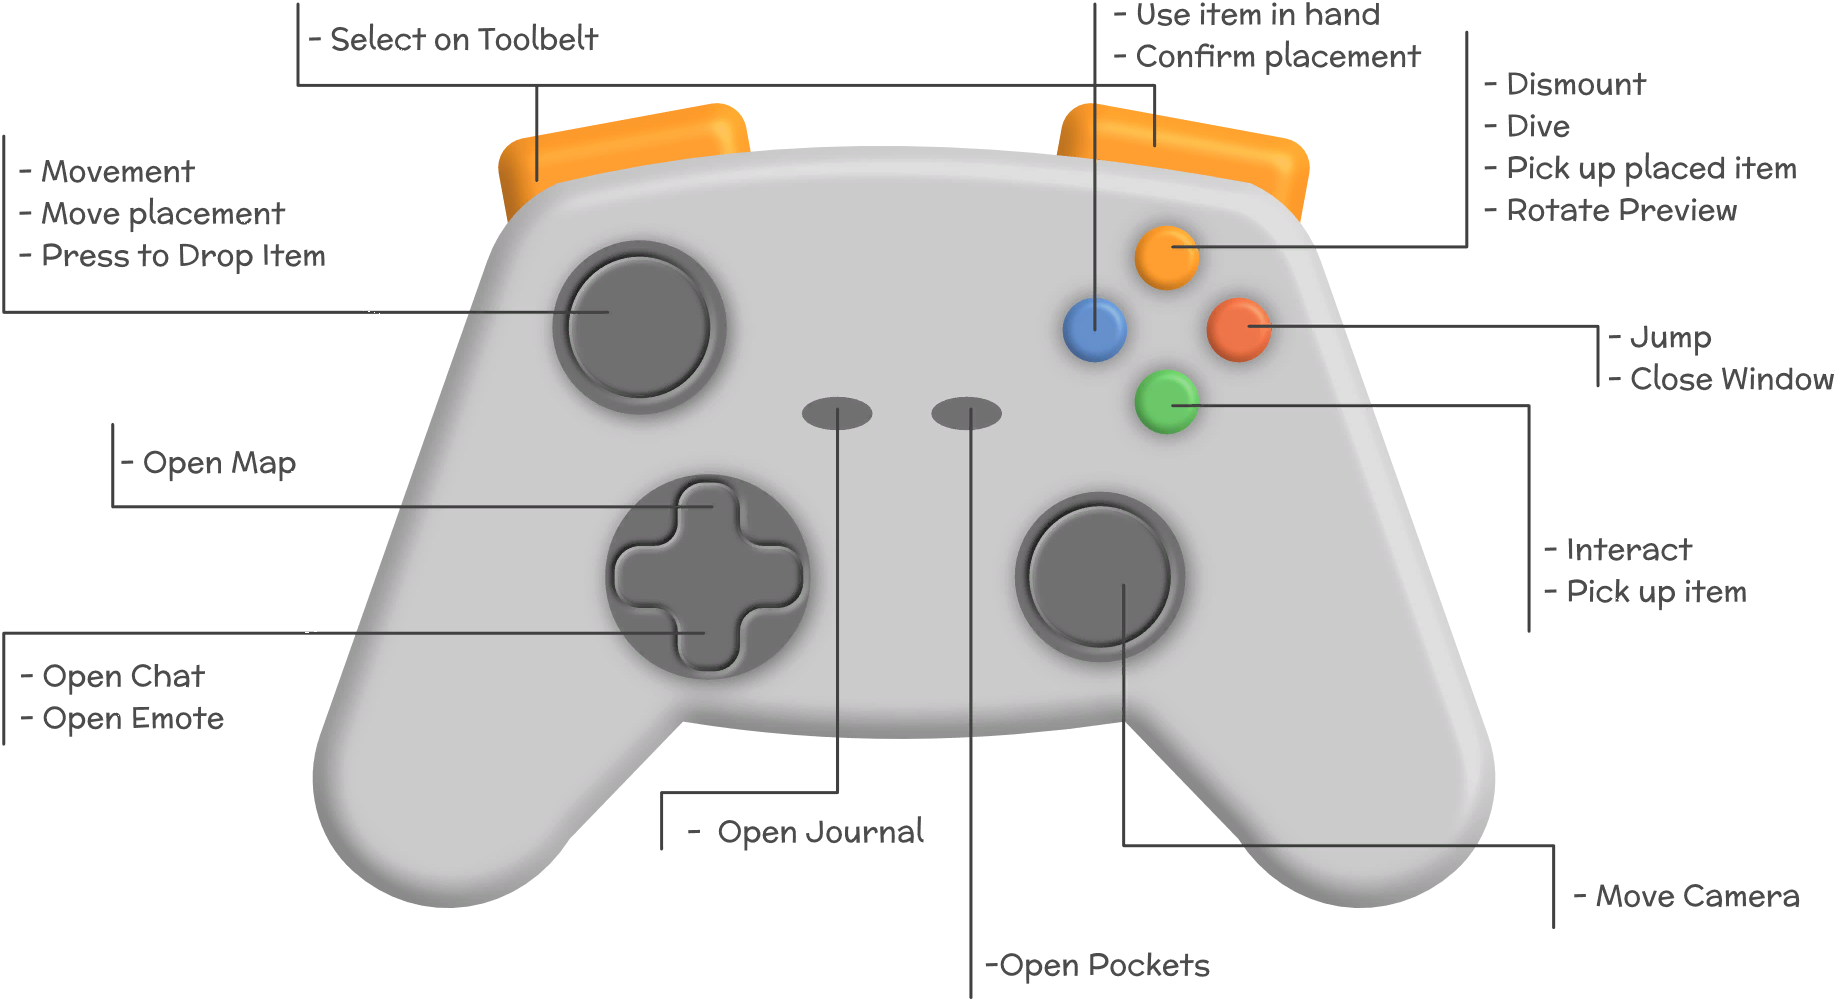 - Select on Toolbelt
- Use item in hand
- Confirm placement
- Dismount
- Dive
- Pick up placed item
- Rotate Preview
- Movement
- Move placement
- Press to Drop Item
- Jump
- Close Window
- Open Map
- Interact
- Pick up item
- Open Chat
- Open Emote
- Open Journal
- Move Camera
-Open Pockets